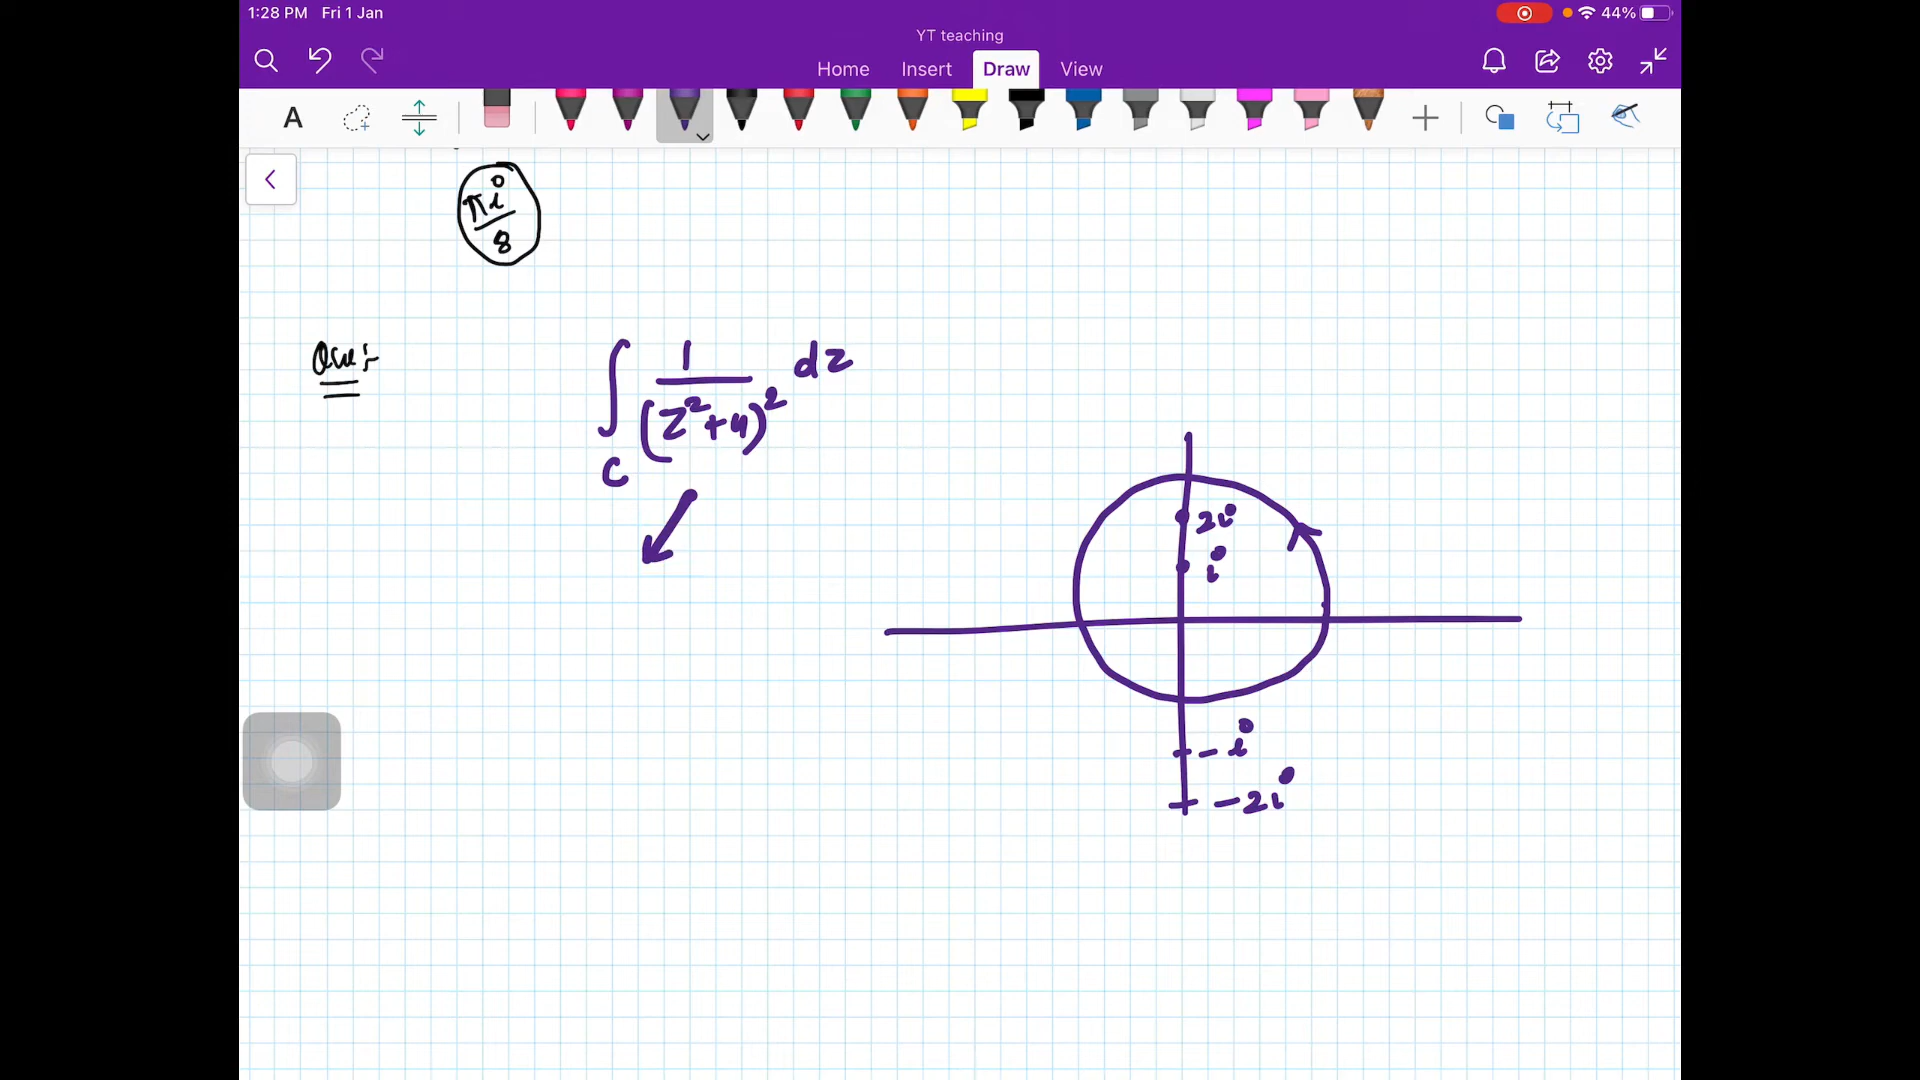 1:28 PM Fri 1 Jan
44%
YT teaching
Home Insert Draw View
A
πi/8
Que:-
∫_C 1/(z²+4)² dz
2i
i
-i
-2i